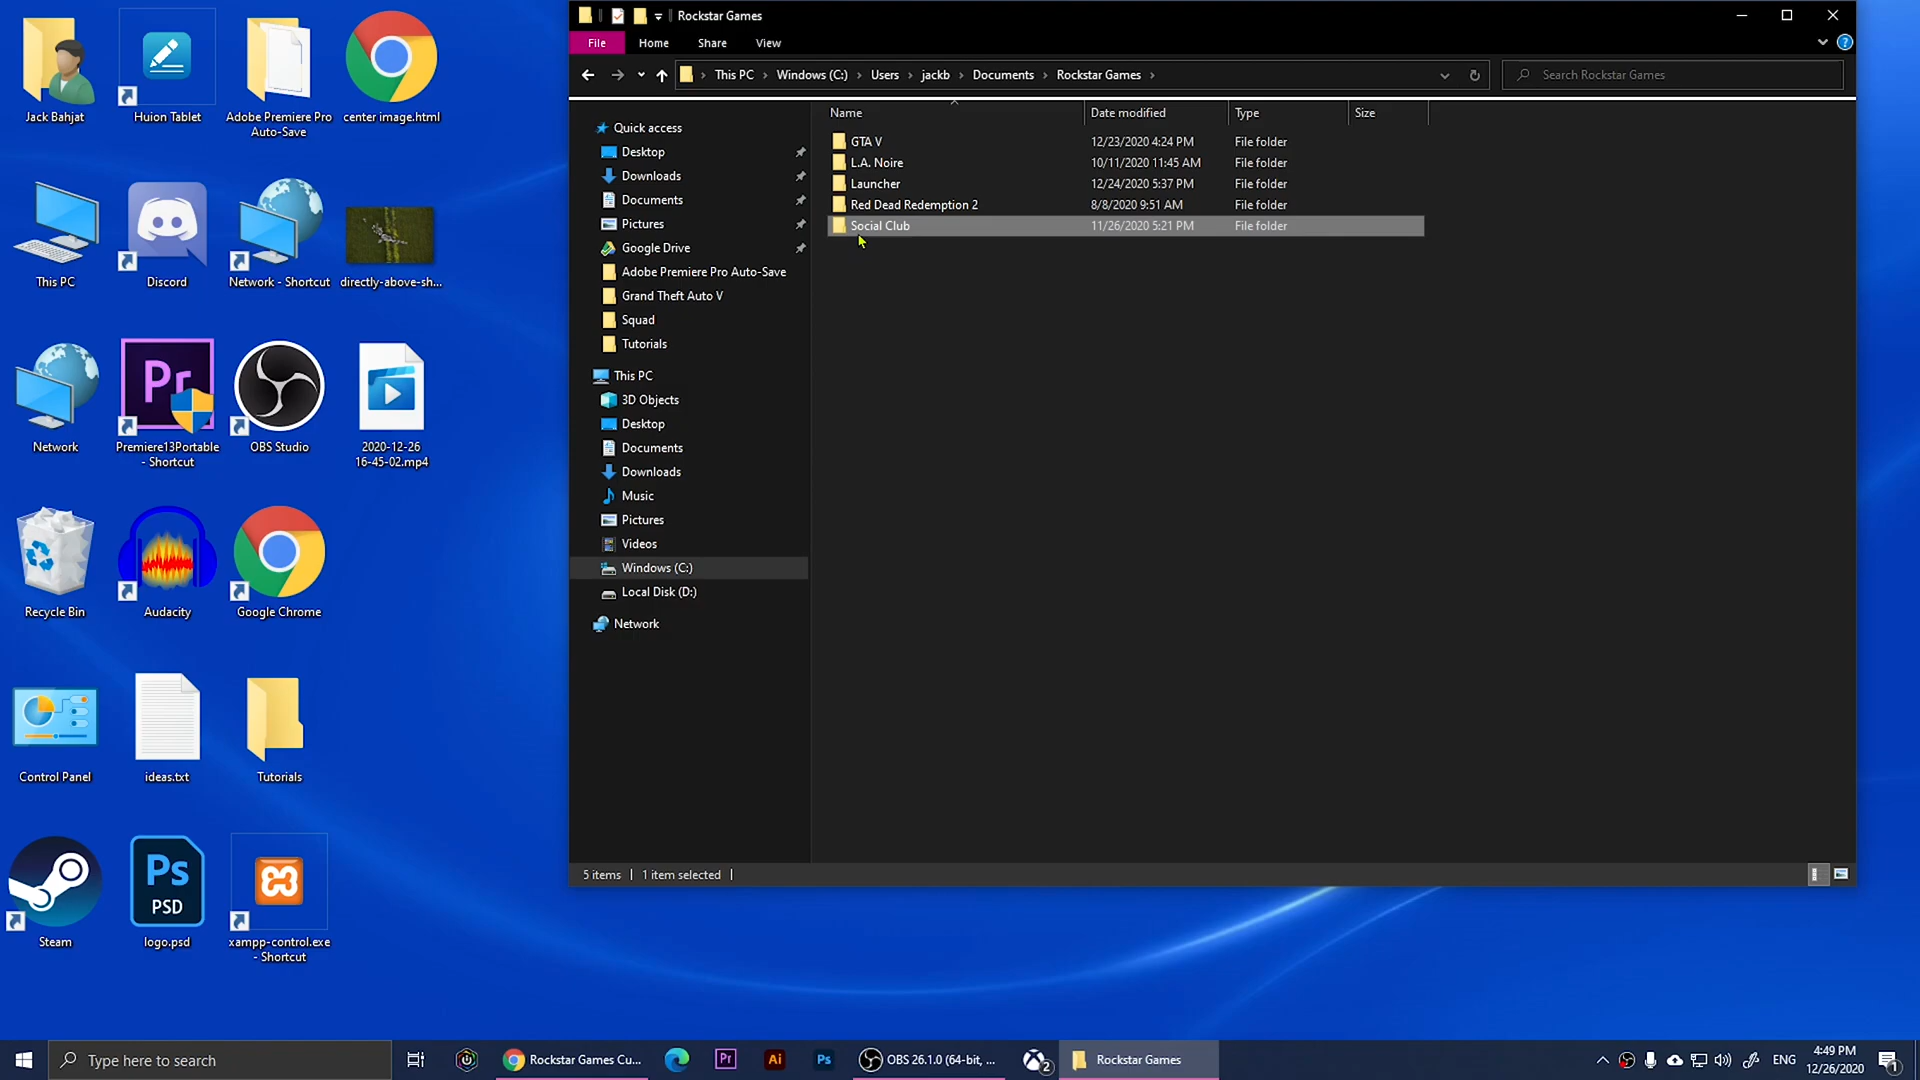 Jack Bahjat
Huion Tablet
Adobe Premiere Pro
Auto-Save
center image.html
This PC
Discord
Network - Shortcut
directly-above-sh...
Pr
Network
Premiere13Portable
- Shortcut
OBS Studio
2020-12-26
16-45-02.mp4
Recycle Bin
Audacity
Google Chrome
Control Panel
ideas.txt
Tutorials
Ps
PSD
Steam
logo.psd
xampp-control.exe
- Shortcut
Rockstar Games
File Home Share View
This PC › Windows (C:) › Users › jackb › Documents › Rockstar Games ›
Search Rockstar Games
Quick access
Desktop
Downloads
Documents
Pictures
Google Drive
Adobe Premiere Pro Auto-Save
Grand Theft Auto V
Squad
Tutorials
This PC
3D Objects
Desktop
Documents
Downloads
Music
Pictures
Videos
Windows (C:)
Local Disk (D:)
Network
Name Date modified Type Size
GTA V 12/23/2020 4:24 PM File folder
L.A. Noire 10/11/2020 11:45 AM File folder
Launcher 12/24/2020 5:37 PM File folder
Red Dead Redemption 2 8/8/2020 9:51 AM File folder
Social Club 11/26/2020 5:21 PM File folder
5 items 1 item selected
Type here to search
Rockstar Games Cu...
Pr
Ai
Ps
OBS 26.1.0 (64-bit, ...
2
Rockstar Games
ENG
4:49 PM
12/26/2020
1